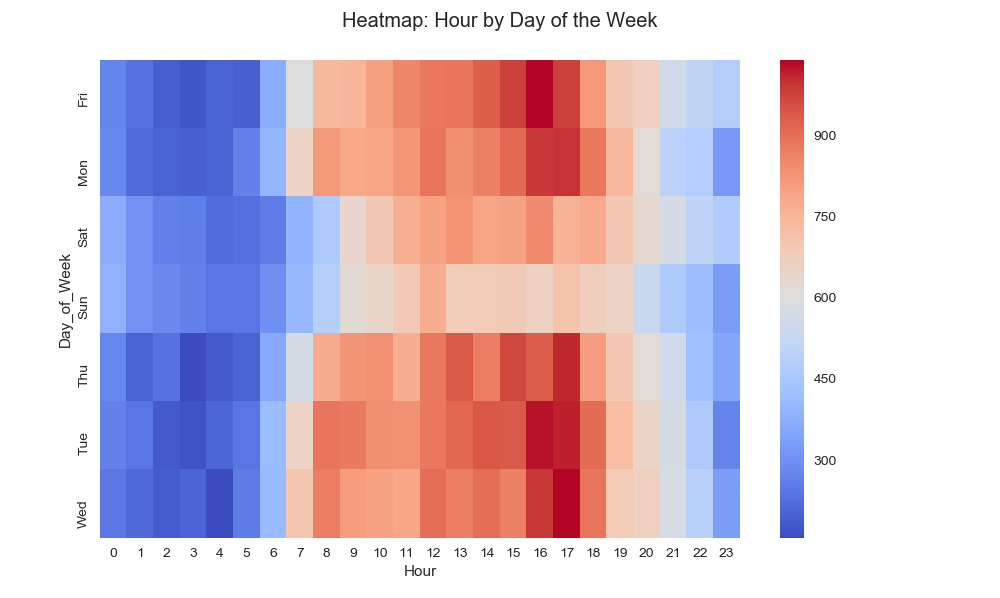 Heatmap: Hour by Day of the Week
Day_of_Week
Fri
Mon
Sat
Sun
Thu
Tue
Wed
0 1 2 3 4 5 6 7 8 9 10 11 12 13 14 15 16 17 18 19 20 21 22 23
Hour
900
750
600
450
300